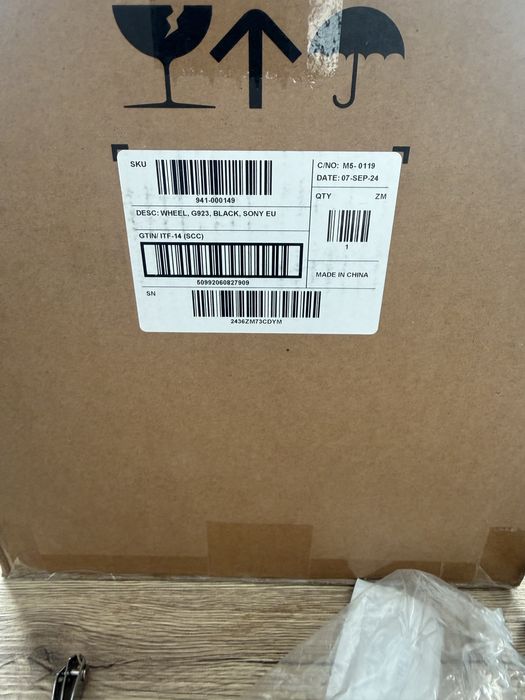 SKU
941-000149
DESC: WHEEL, G923, BLACK, SONY EU
GTIN/ ITF-14 (SCC)
50992060827909
SN
2436ZM73CDYM
C/NO: M5- 0119
DATE: 07-SEP-24
QTY ZM
1
MADE IN CHINA